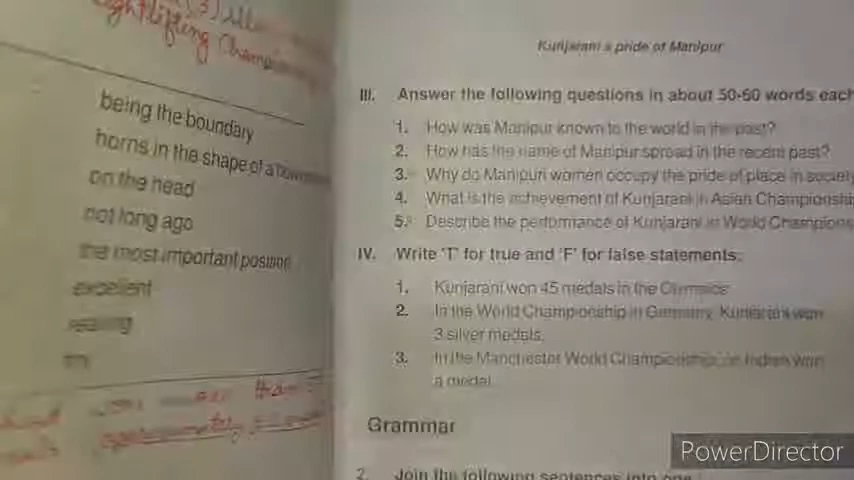 (3)
Weightlifting Championship
being the boundary
horns in the shape of a bow
on the head
not long ago
the most important position
excellent
tiny
Kunjarani a pride of Manipur
III. Answer the following questions in about 50-60 words each
1. How was Manipur known to the world in the past?
2. How has the name of Manipur spread in the recent past?
3. Why do Manipuri women occupy the pride of place in society
4. What is the achievement of Kunjarani in Asian Championshi
5. Describe the performance of Kunjarani in World Champions
IV. Write 'T' for true and 'F' for false statements:
1. Kunjarani won 45 medals in the Olympics
2. In the World Championship in Germany, Kunjarani won
3 silver medals.
3. In the Manchester World Championship, an Indian won
a medal.
Grammar
2. Join the following sentences into one
PowerDirector